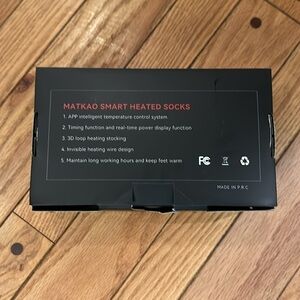 MATKAO SMART HEATED SOCKS
1. APP intelligent temperature control system
2. Timing function and real-time power display function
3. 3D loop heating stocking
4. Invisible heating wire design
5. Maintain long working hours and keep feet warm
FC
MADE IN P.R.C